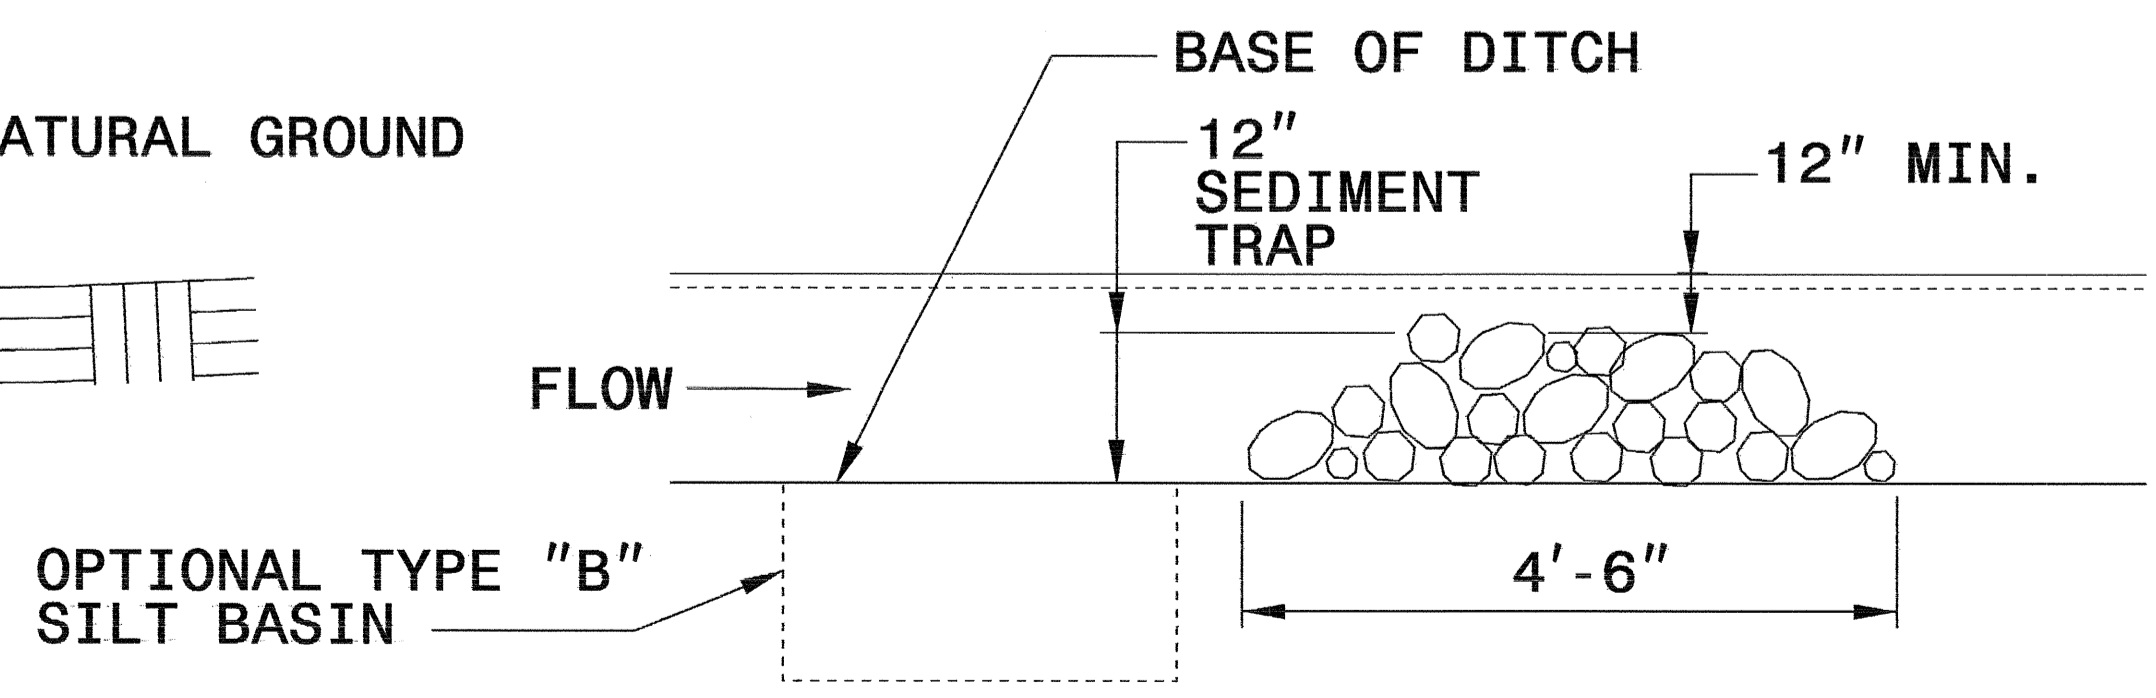 BASE OF DITCH
ATURAL GROUND
12"
SEDIMENT
TRAP
12" MIN.
FLOW
OPTIONAL TYPE "B"
SILT BASIN
4'-6"